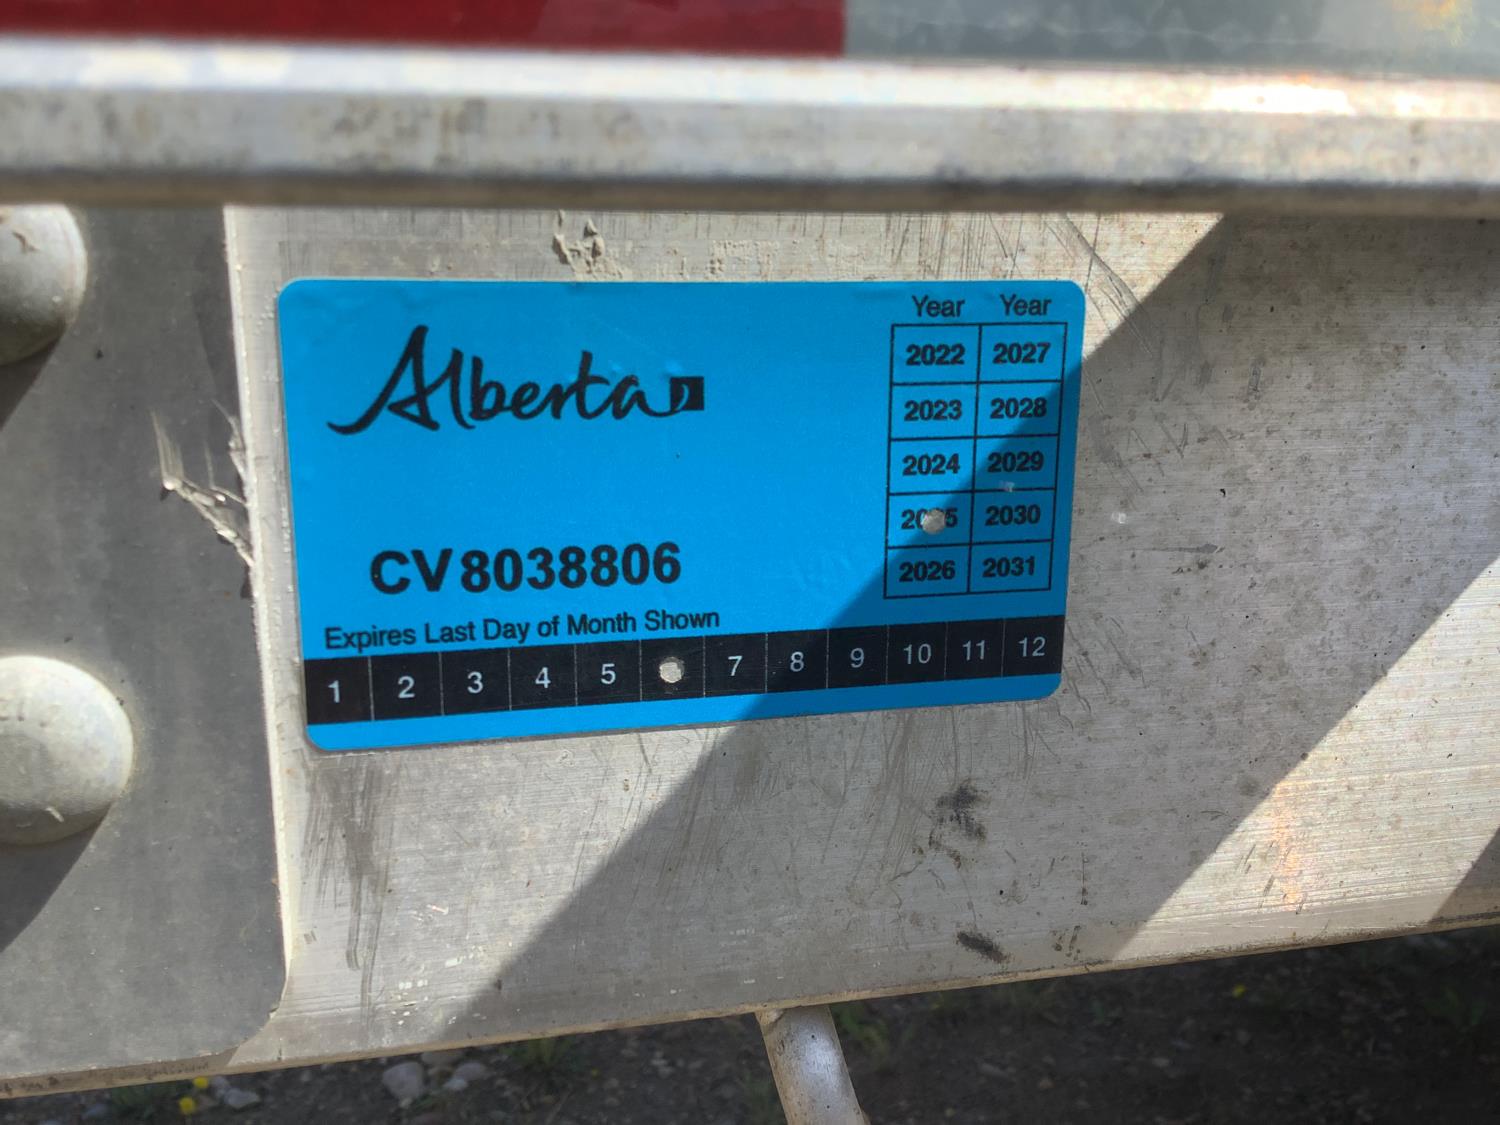 Alberta
CV8038806
Expires Last Day of Month Shown
Year Year
2022 2027
2023 2028
2024 2029
2030
2026 2031
1 2 3 4 5 7 8 9 10 11 12